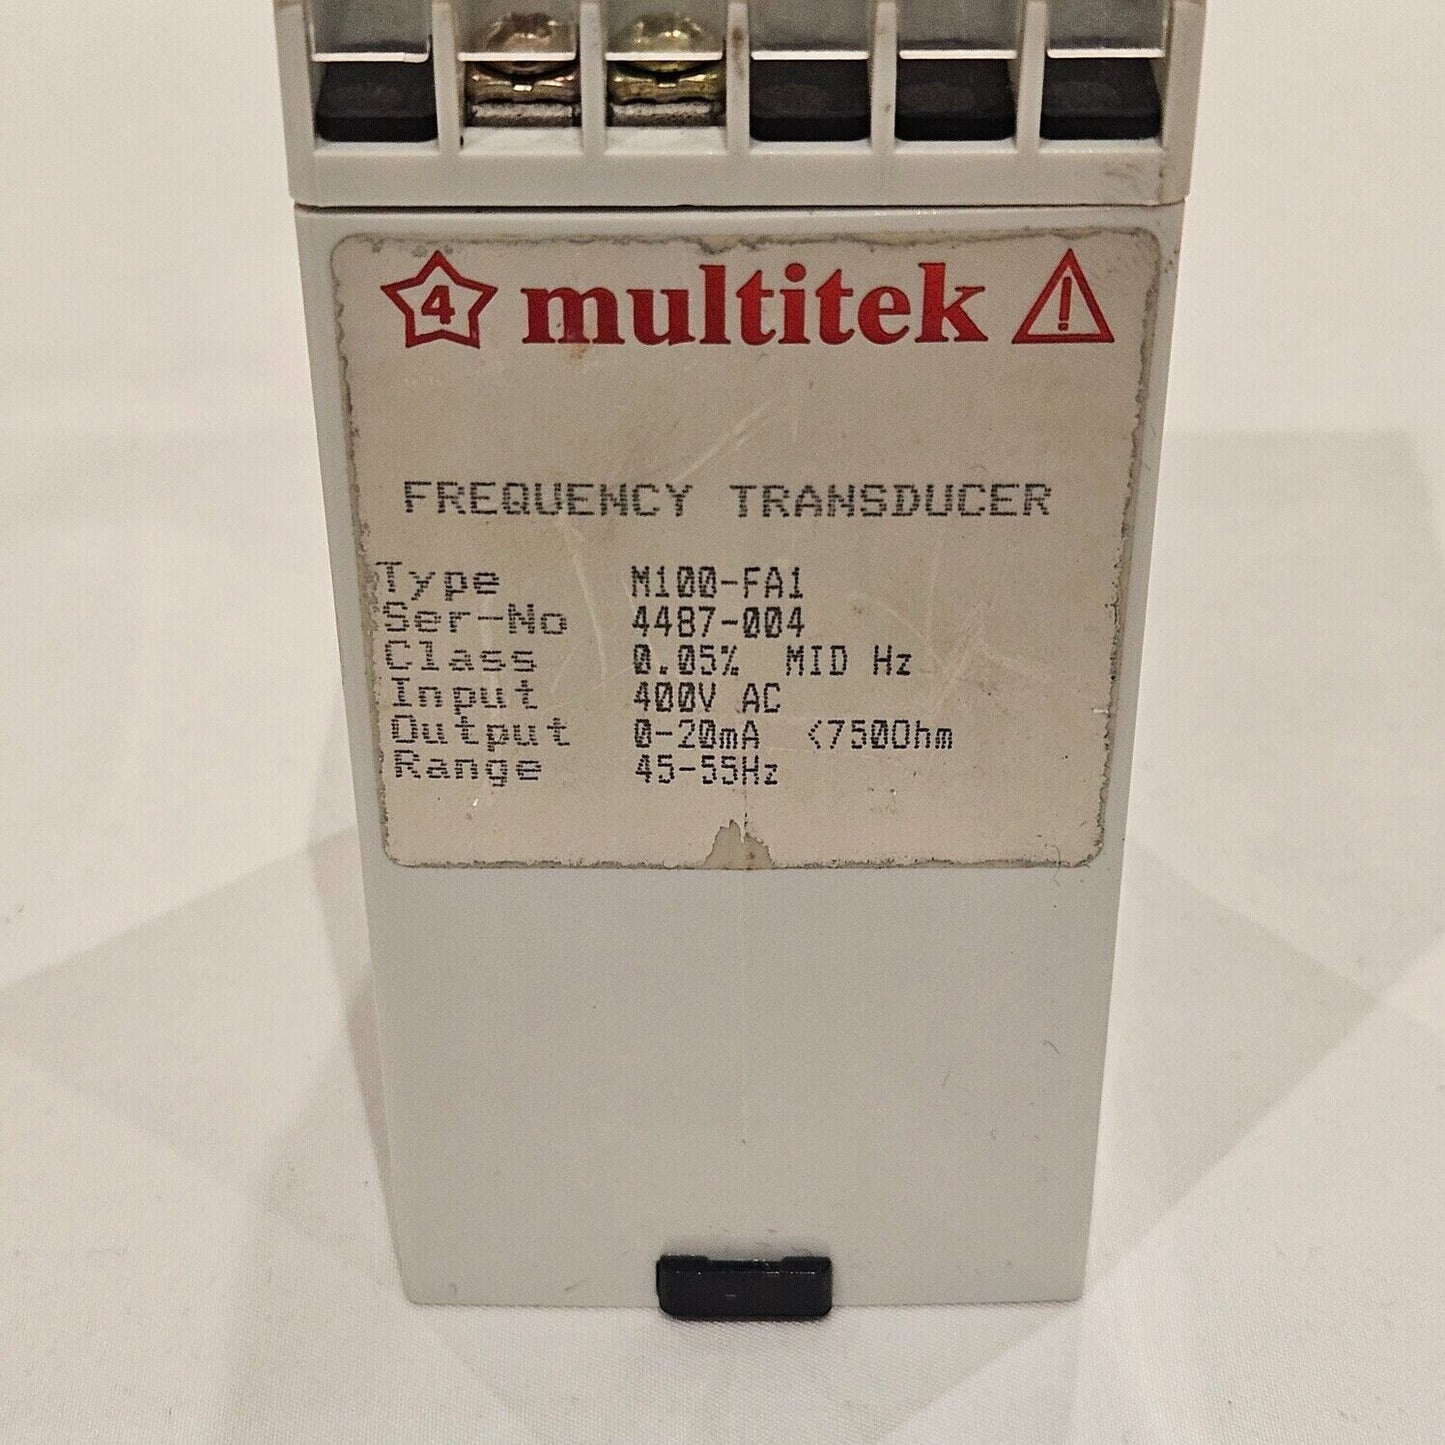 4 multitek !
FREQUENCY TRANSDUCER
Type M100-FA1
Ser-No 4487-004
Class 0.05% MID Hz
Input 400V AC
Output 0-20mA <750Ohm
Range 45-55Hz